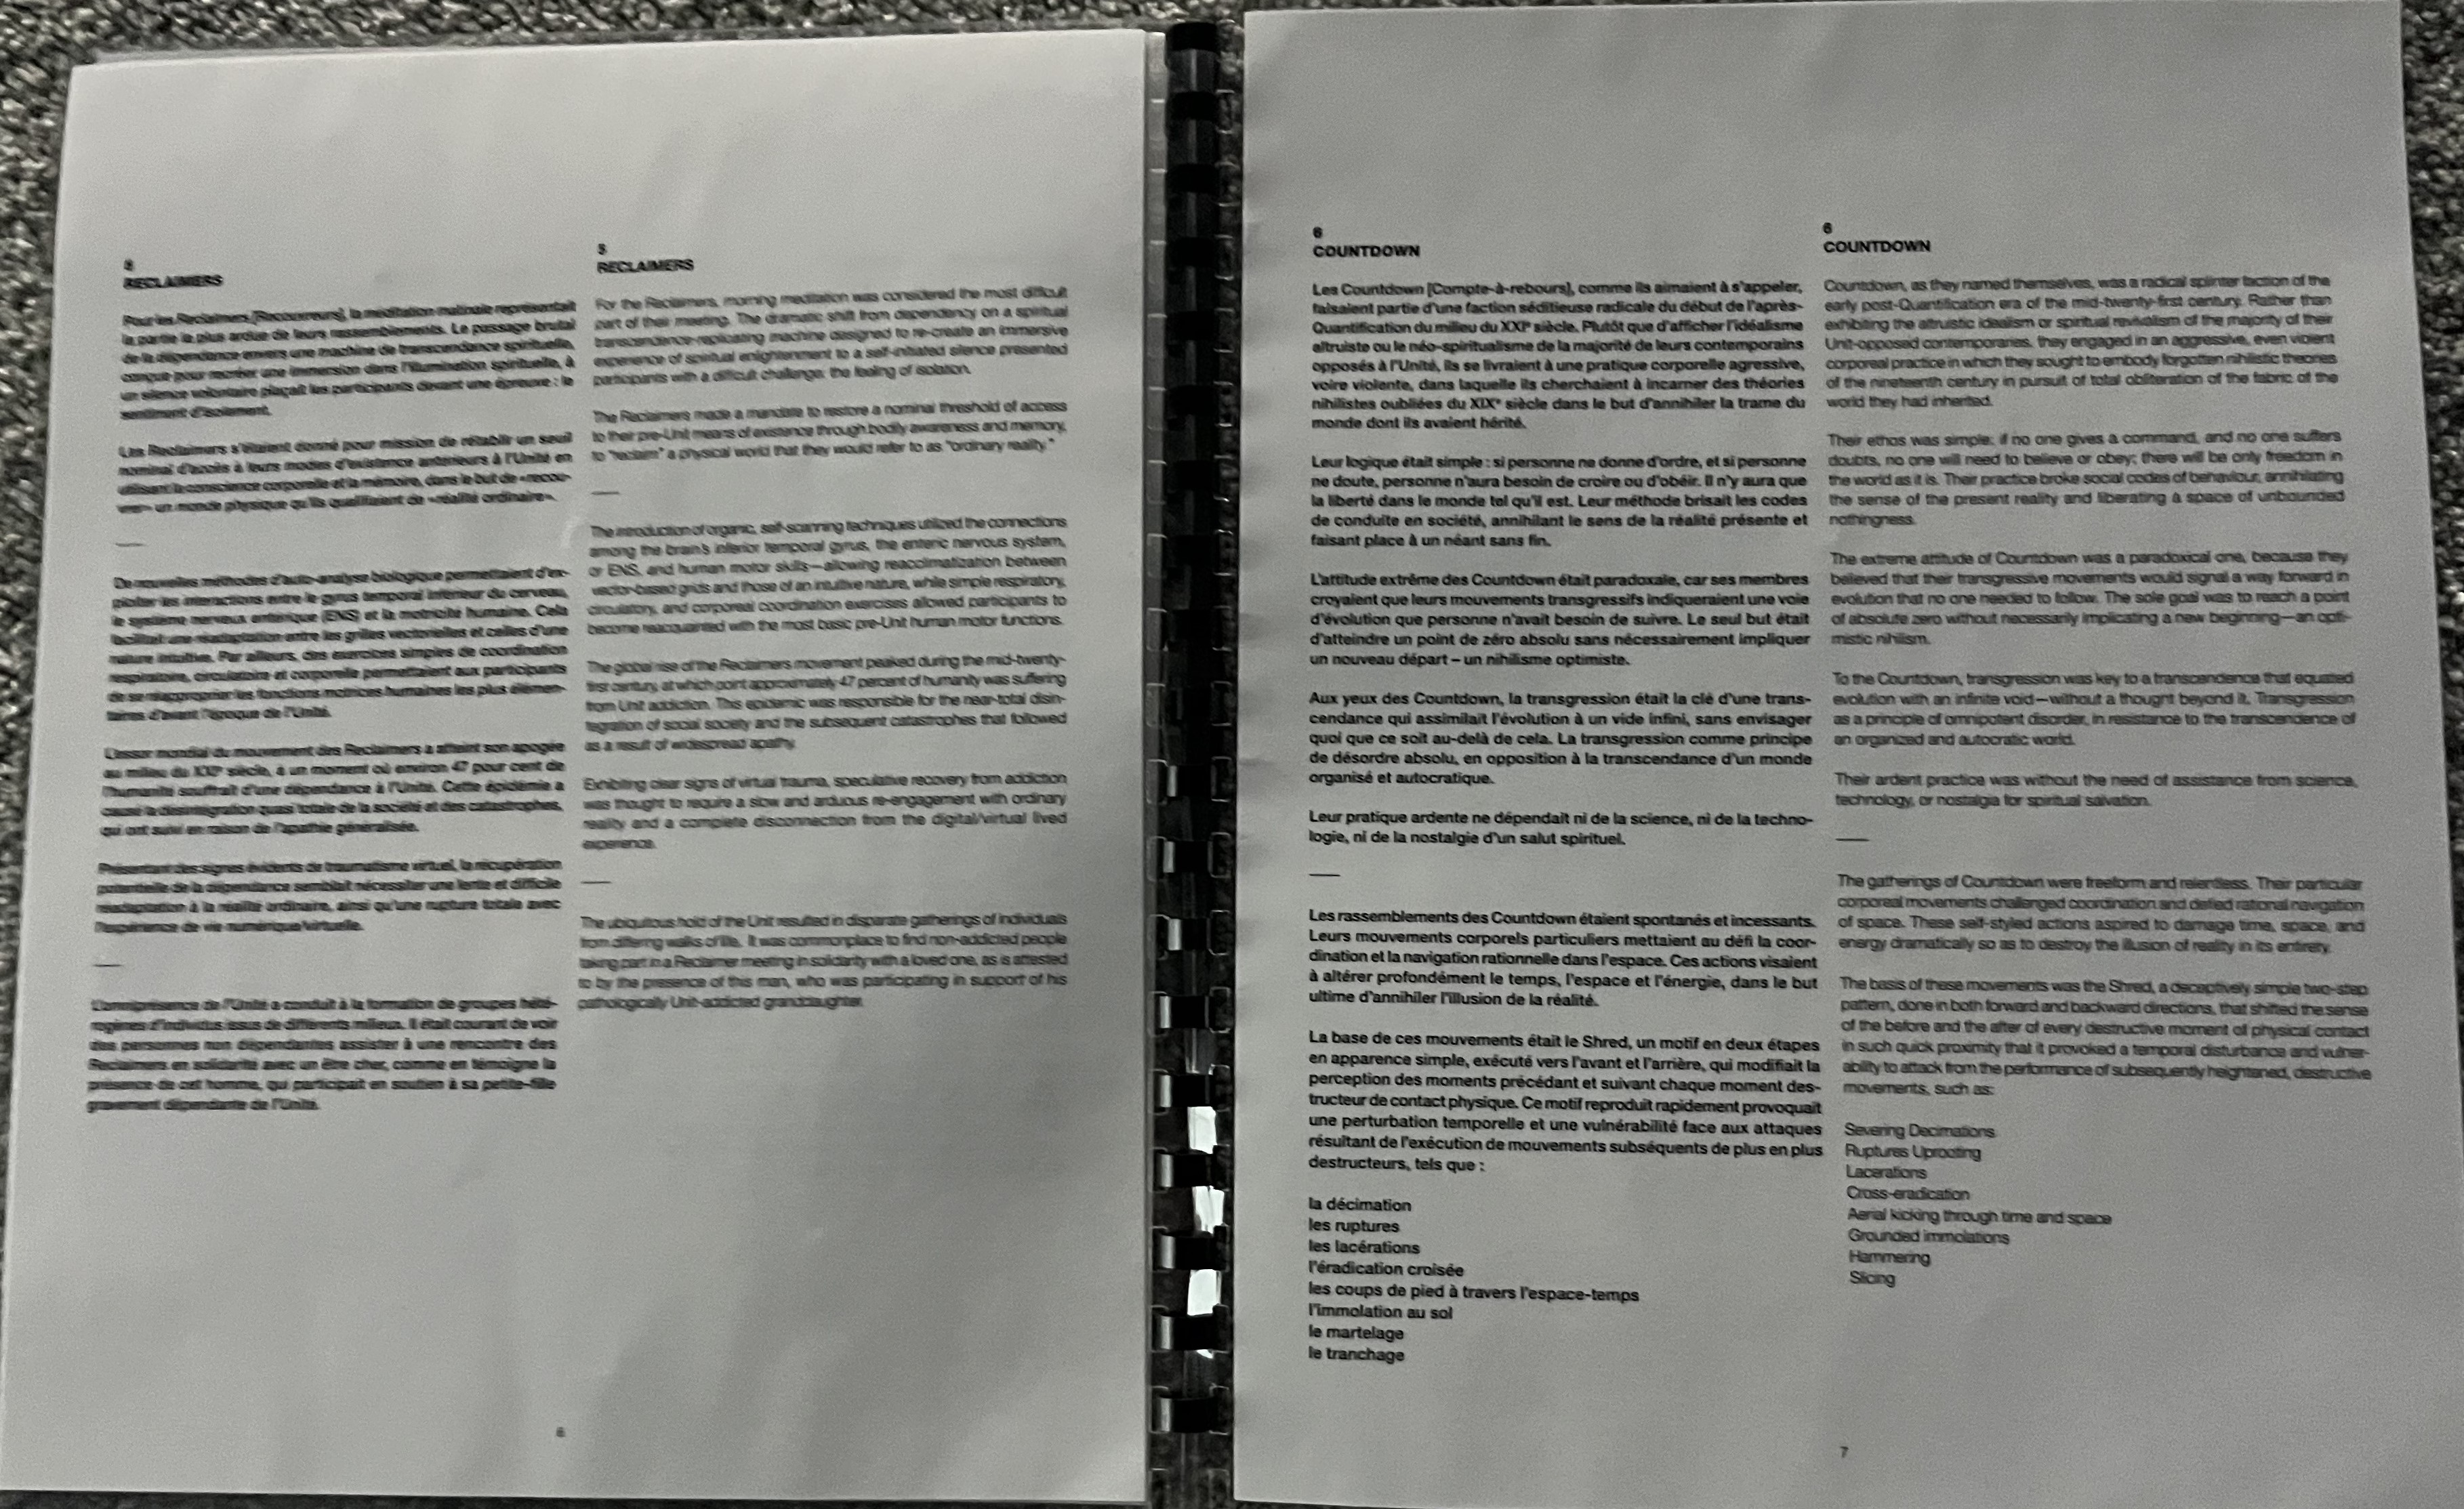 5
RECLAIMERS
Pour les Reclaimers [Recouvreurs], la méditation matinale représentait
la partie la plus ardue de leurs rassemblements. Le passage brutal
de la dépendance envers une machine de transcendance spirituelle,
conçue pour recréer une immersion dans l'illumination spirituelle, à
un silence volontaire plaçait les participants devant une épreuve : le
sentiment d'isolement.
Les Reclaimers s'étaient donné pour mission de rétablir un seuil
nominal d'accès à leurs modes d'existence antérieurs à l'Unité en
utilisant la conscience corporelle et la mémoire, dans le but de «recou-
vrer» un monde physique qu'ils qualifiaient de «réalité ordinaire».
De nouvelles méthodes d'auto-analyse biologique permettaient d'ex-
ploiter les interactions entre le gyrus temporal inférieur du cerveau,
le système nerveux entérique (ENS) et la motricité humaine. Cela
facilitait une réadaptation entre les grilles vectorielles et celles d'une
nature intuitive. Par ailleurs, des exercices simples de coordination
respiratoire, circulatoire et corporelle permettaient aux participants
de se réapproprier les fonctions motrices humaines les plus élémen-
taires d'avant l'époque de l'Unité.
L'essor mondial du mouvement des Reclaimers a atteint son apogée
au milieu du XXIe siècle, à un moment où environ 47 pour cent de
l'humanité souffrait d'une dépendance à l'Unité. Cette épidémie a
causé la désintégration quasi totale de la société et des catastrophes,
qui ont suivi en raison de l'apathie généralisée.
Présentant des signes évidents de traumatisme virtuel, la récupération
potentielle de la dépendance semblait nécessiter une lente et difficile
réadaptation à la réalité ordinaire, ainsi qu'une rupture totale avec
l'expérience de vie numérique/virtuelle.
L'omniprésence de l'Unité a conduit à la formation de groupes hété-
rogènes d'individus issus de différents milieux. Il était courant de voir
des personnes non dépendantes assister à une rencontre des
Reclaimers en solidarité avec un être cher, comme en témoigne la
présence de cet homme, qui participait en soutien à sa petite-fille
gravement dépendante de l'Unité.
5
RECLAIMERS
For the Reclaimers, morning meditation was considered the most difficult
part of their meeting. The dramatic shift from dependency on a spiritual
transcendence-replicating machine designed to re-create an immersive
experience of spiritual enlightenment to a self-initiated silence presented
participants with a difficult challenge: the feeling of isolation.
The Reclaimers made a mandate to restore a nominal threshold of access
to their pre-Unit means of existence through bodily awareness and memory,
to "reclaim" a physical world that they would refer to as "ordinary reality."
The introduction of organic, self-scanning techniques utilized the connections
among the brain's inferior temporal gyrus, the enteric nervous system,
or ENS, and human motor skills—allowing reacclimatization between
vector-based grids and those of an intuitive nature, while simple respiratory,
circulatory, and corporeal coordination exercises allowed participants to
become reacquainted with the most basic pre-Unit human motor functions.
The global rise of the Reclaimers movement peaked during the mid-twenty-
first century, at which point approximately 47 percent of humanity was suffering
from Unit addiction. This epidemic was responsible for the near-total disin-
tegration of social society and the subsequent catastrophes that followed
as a result of widespread apathy.
Exhibiting clear signs of virtual trauma, speculative recovery from addiction
was thought to require a slow and arduous re-engagement with ordinary
reality and a complete disconnection from the digital/virtual lived
experience.
The ubiquitous hold of the Unit resulted in disparate gatherings of individuals
from differing walks of life. It was commonplace to find non-addicted people
taking part in a Reclaimer meeting in solidarity with a loved one, as is attested
to by the presence of this man, who was participating in support of his
pathologically Unit-addicted granddaughter.
6
6
COUNTDOWN
Les Countdown [Compte-à-rebours], comme ils aimaient à s'appeler,
faisaient partie d'une faction séditieuse radicale du début de l'après-
Quantification du milieu du XXIe siècle. Plutôt que d'afficher l'idéalisme
altruiste ou le néo-spiritualisme de la majorité de leurs contemporains
opposés à l'Unité, ils se livraient à une pratique corporelle agressive,
voire violente, dans laquelle ils cherchaient à incarner des théories
nihilistes oubliées du XIXe siècle dans le but d'annihiler la trame du
monde dont ils avaient hérité.
Leur logique était simple : si personne ne donne d'ordre, et si personne
ne doute, personne n'aura besoin de croire ou d'obéir. Il n'y aura que
la liberté dans le monde tel qu'il est. Leur méthode brisait les codes
de conduite en société, annihilant le sens de la réalité présente et
faisant place à un néant sans fin.
L'attitude extrême des Countdown était paradoxale, car ses membres
croyaient que leurs mouvements transgressifs indiqueraient une voie
d'évolution que personne n'avait besoin de suivre. Le seul but était
d'atteindre un point de zéro absolu sans nécessairement impliquer
un nouveau départ – un nihilisme optimiste.
Aux yeux des Countdown, la transgression était la clé d'une trans-
cendance qui assimilait l'évolution à un vide infini, sans envisager
quoi que ce soit au-delà de cela. La transgression comme principe
de désordre absolu, en opposition à la transcendance d'un monde
organisé et autocratique.
Leur pratique ardente ne dépendait ni de la science, ni de la techno-
logie, ni de la nostalgie d'un salut spirituel.
Les rassemblements des Countdown étaient spontanés et incessants.
Leurs mouvements corporels particuliers mettaient au défi la coor-
dination et la navigation rationnelle dans l'espace. Ces actions visaient
à altérer profondément le temps, l'espace et l'énergie, dans le but
ultime d'annihiler l'illusion de la réalité.
La base de ces mouvements était le Shred, un motif en deux étapes
en apparence simple, exécuté vers l'avant et l'arrière, qui modifiait la
perception des moments précédant et suivant chaque moment des-
tructeur de contact physique. Ce motif reproduit rapidement provoquait
une perturbation temporelle et une vulnérabilité face aux attaques
résultant de l'exécution de mouvements subséquents de plus en plus
destructeurs, tels que :
la décimation
les ruptures
les lacérations
l'éradication croisée
les coups de pied à travers l'espace-temps
l'immolation au sol
le martelage
le tranchage
6
COUNTDOWN
Countdown, as they named themselves, was a radical splinter faction of the
early post-Quantification era of the mid-twenty-first century. Rather than
exhibiting the altruistic idealism or spiritual revivalism of the majority of their
Unit-opposed contemporaries, they engaged in an aggressive, even violent
corporeal practice in which they sought to embody forgotten nihilistic theories
of the nineteenth century in pursuit of total obliteration of the fabric of the
world they had inherited.
Their ethos was simple: if no one gives a command, and no one suffers
doubts, no one will need to believe or obey; there will be only freedom in
the world as it is. Their practice broke social codes of behaviour, annihilating
the sense of the present reality and liberating a space of unbounded
nothingness.
The extreme attitude of Countdown was a paradoxical one, because they
believed that their transgressive movements would signal a way forward in
evolution that no one needed to follow. The sole goal was to reach a point
of absolute zero without necessarily implicating a new beginning—an opti-
mistic nihilism.
To the Countdown, transgression was key to a transcendence that equated
evolution with an infinite void—without a thought beyond it. Transgression
as a principle of omnipotent disorder, in resistance to the transcendence of
an organized and autocratic world.
Their ardent practice was without the need of assistance from science,
technology, or nostalgia for spiritual salvation.
The gatherings of Countdown were freeform and relentless. Their particular
corporeal movements challenged coordination and defied rational navigation
of space. These self-styled actions aspired to damage time, space, and
energy dramatically so as to destroy the illusion of reality in its entirety.
The basis of these movements was the Shred, a deceptively simple two-step
pattern, done in both forward and backward directions, that shifted the sense
of the before and the after of every destructive moment of physical contact
in such quick proximity that it provoked a temporal disturbance and vulner-
ability to attack from the performance of subsequently heightened, destructive
movements, such as:
Severing Decimations
Ruptures Uprooting
Lacerations
Cross-eradication
Aerial kicking through time and space
Grounded immolations
Hammering
Slicing
7